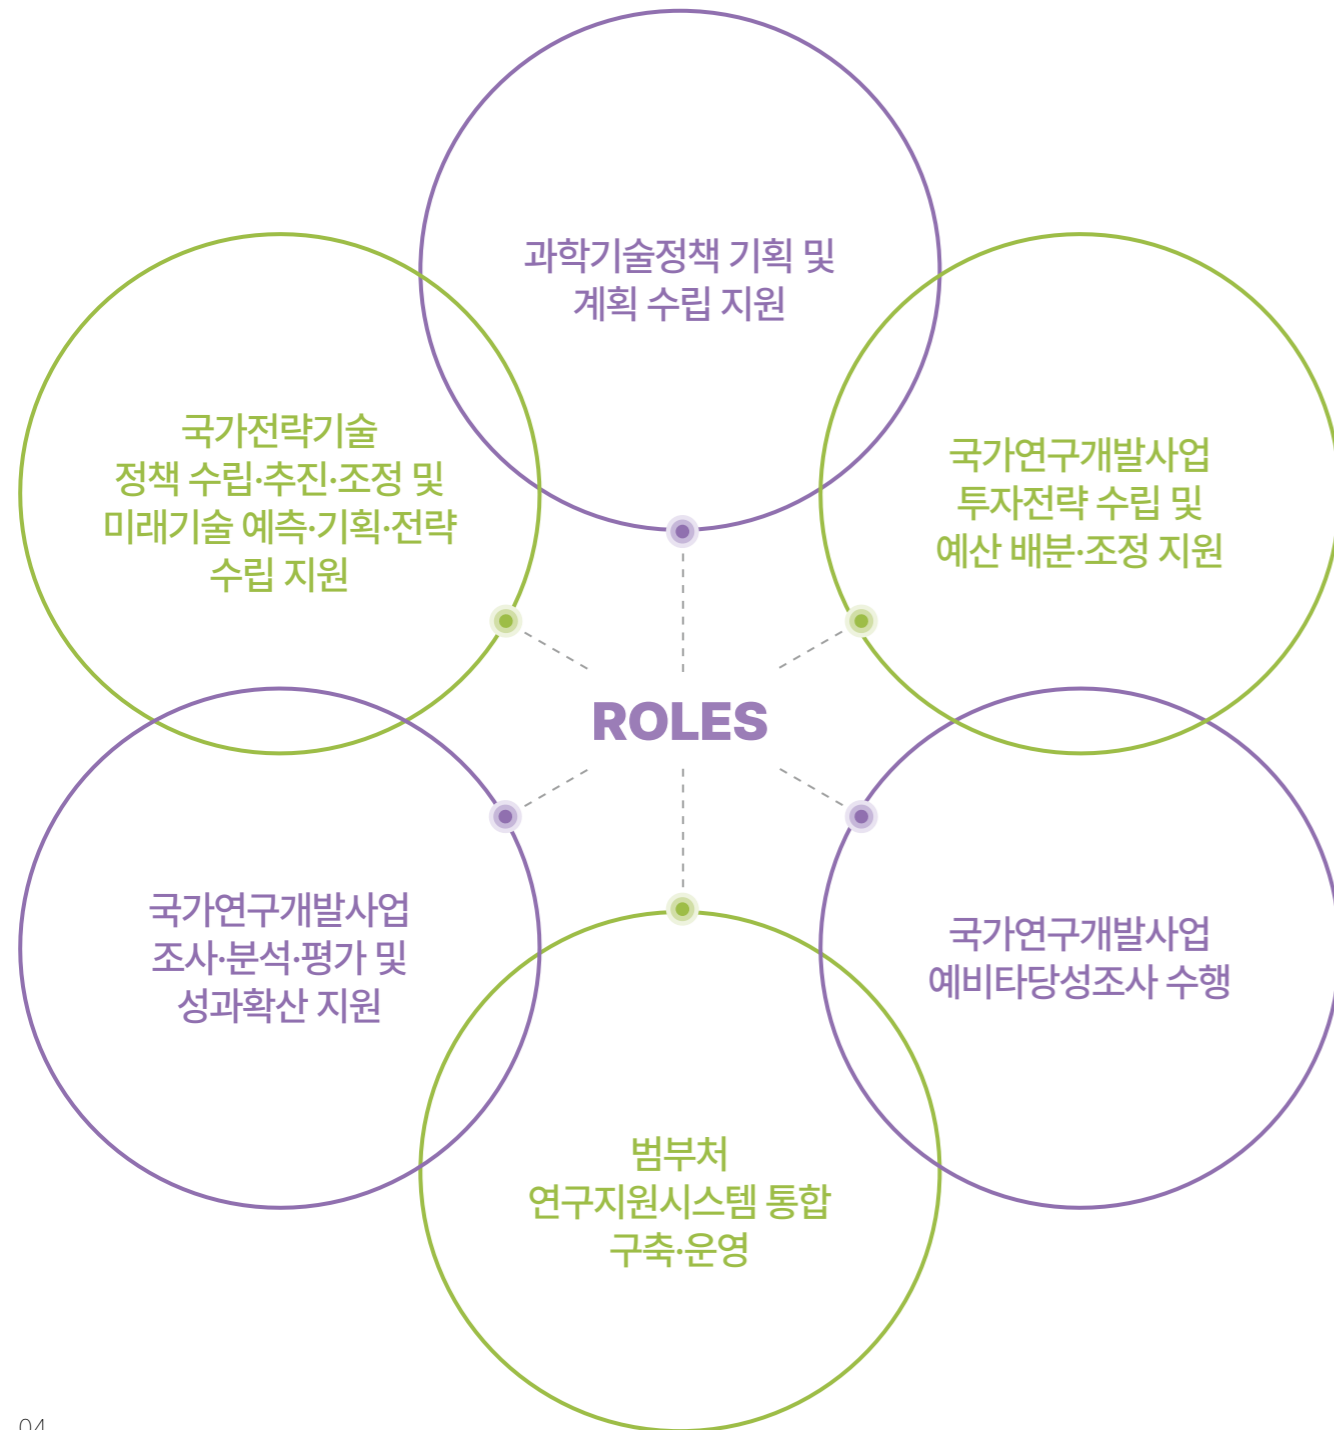 과학기술정책 기획 및
계획 수립 지원
국가전략기술
정책 수립·추진·조정 및
미래기술 예측·기획·전략
수립 지원
국가연구개발사업
투자전략 수립 및
예산 배분·조정 지원
ROLES
국가연구개발사업
조사·분석·평가 및
성과확산 지원
국가연구개발사업
예비타당성조사 수행
범부처
연구지원시스템 통합
구축·운영
04